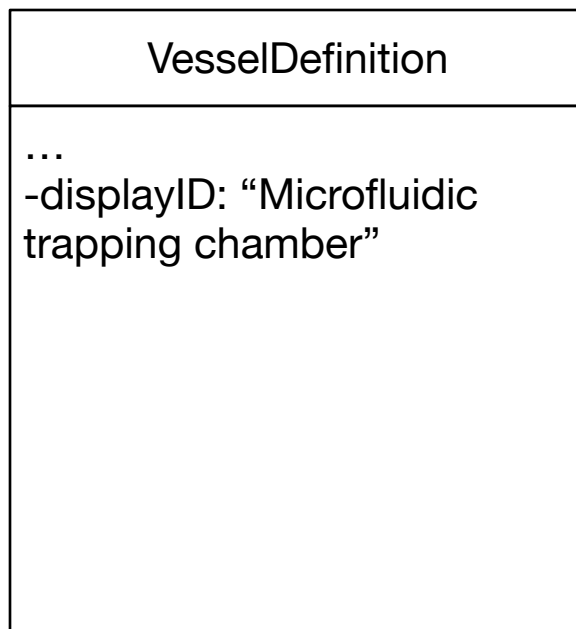 VesselDefinition
…
-displayID: “Microfluidic
trapping chamber”